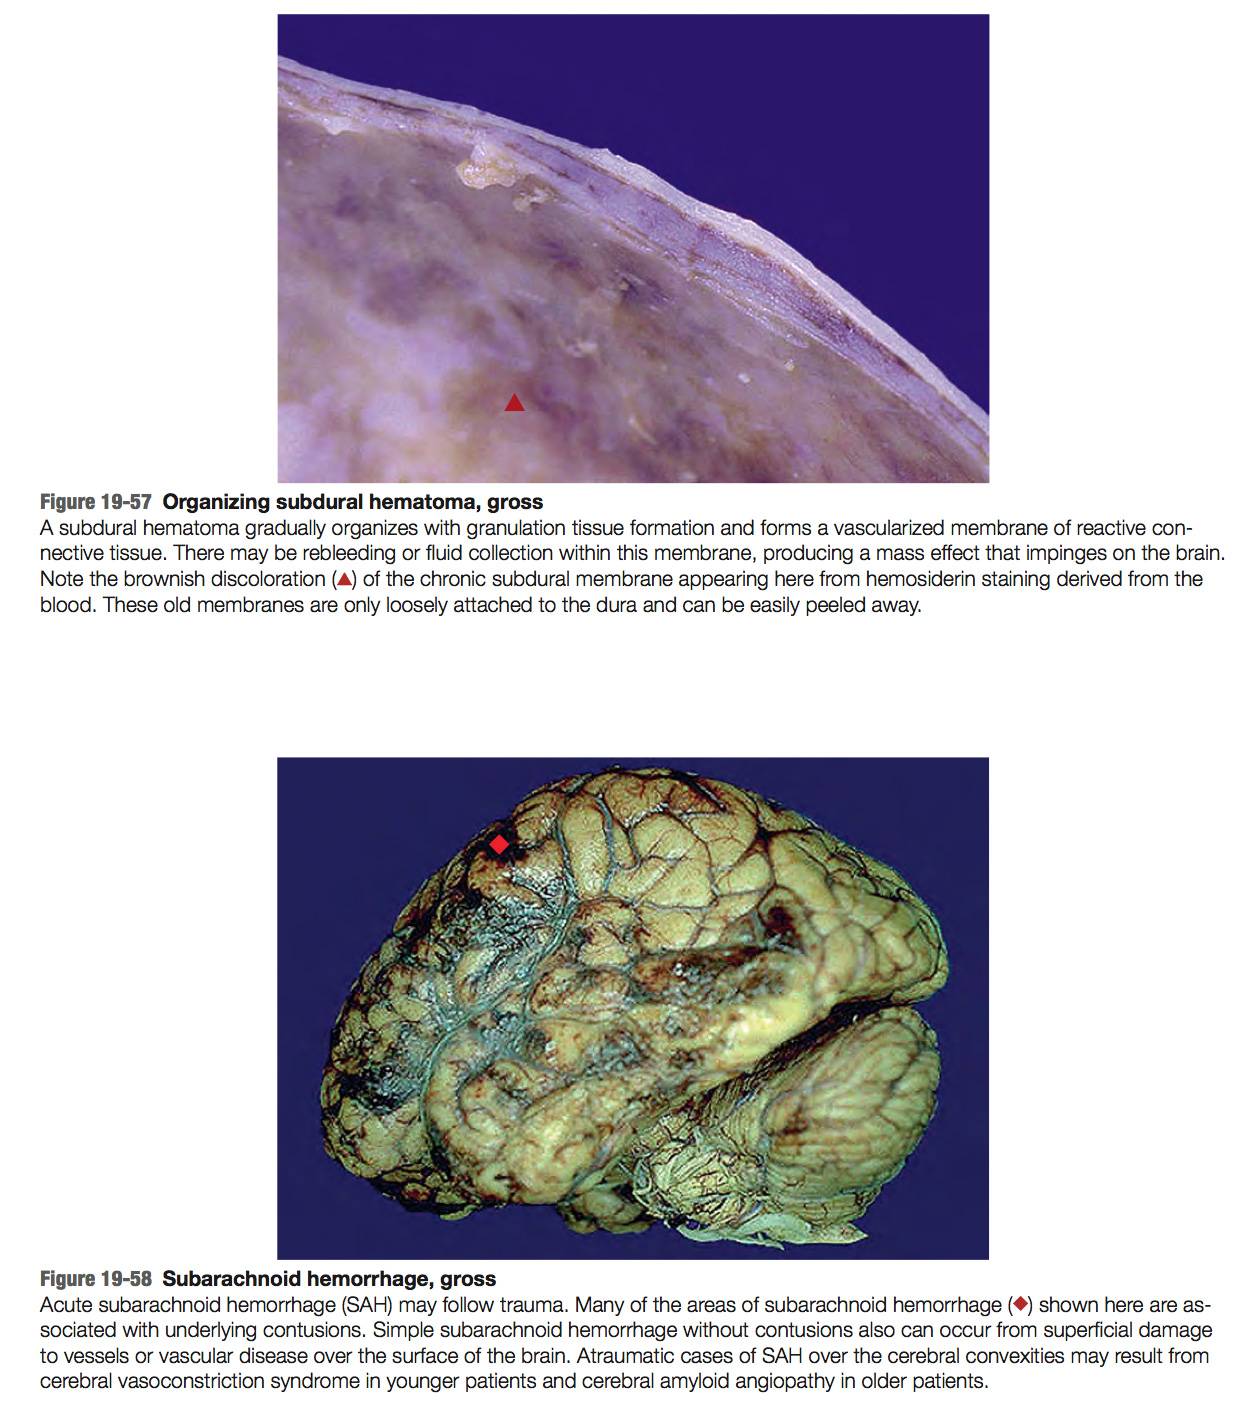 Figure 19-57 Organizing subdural hematoma, gross
A subdural hematoma gradually organizes with granulation tissue formation and forms a vascularized membrane of reactive con-
nective tissue. There may be rebleeding or fluid collection within this membrane, producing a mass effect that impinges on the brain.
Note the brownish discoloration (▲) of the chronic subdural membrane appearing here from hemosiderin staining derived from the
blood. These old membranes are only loosely attached to the dura and can be easily peeled away.
Figure 19-58 Subarachnoid hemorrhage, gross
Acute subarachnoid hemorrhage (SAH) may follow trauma. Many of the areas of subarachnoid hemorrhage (◆) shown here are as-
sociated with underlying contusions. Simple subarachnoid hemorrhage without contusions also can occur from superficial damage
to vessels or vascular disease over the surface of the brain. Atraumatic cases of SAH over the cerebral convexities may result from
cerebral vasoconstriction syndrome in younger patients and cerebral amyloid angiopathy in older patients.